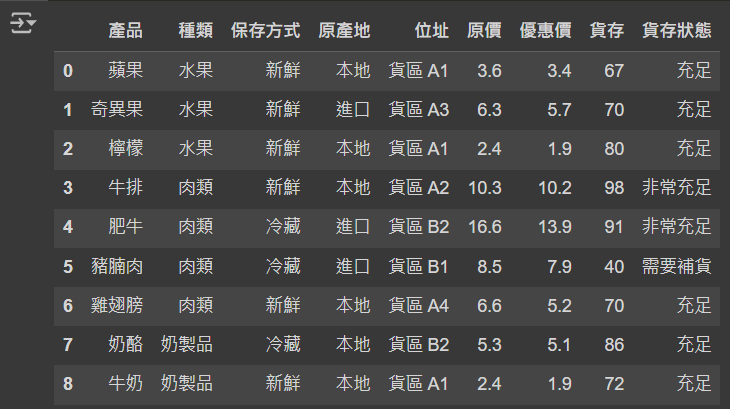 產品 種類 保存方式 原產地 位址 原價 優惠價 貨存 貨存狀態
0 蘋果 水果 新鮮 本地 貨區 A1 3.6 3.4 67 充足
1 奇異果 水果 新鮮 進口 貨區 A3 6.3 5.7 70 充足
2 檸檬 水果 新鮮 本地 貨區 A1 2.4 1.9 80 充足
3 牛排 肉類 新鮮 本地 貨區 A2 10.3 10.2 98 非常充足
4 肥牛 肉類 冷藏 進口 貨區 B2 16.6 13.9 91 非常充足
5 豬腩肉 肉類 冷藏 進口 貨區 B1 8.5 7.9 40 需要補貨
6 雞翅膀 肉類 新鮮 本地 貨區 A4 6.6 5.2 70 充足
7 奶酪 奶製品 冷藏 本地 貨區 B2 5.3 5.1 86 充足
8 牛奶 奶製品 新鮮 本地 貨區 A1 2.4 1.9 72 充足